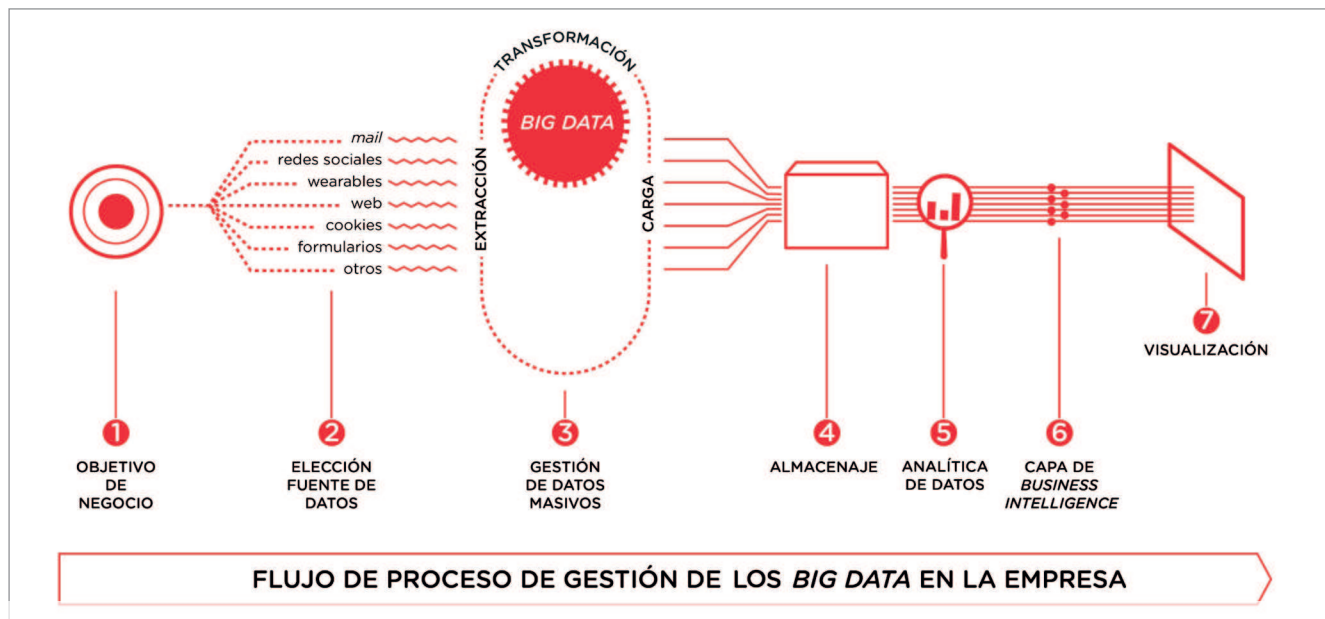 TRANSFORMACIÓN
BIG DATA
EXTRACCIÓN
CARGA
mail
redes sociales
wearables
web
cookies
formularios
otros
1
OBJETIVO
DE
NEGOCIO
2
ELECCIÓN
FUENTE DE
DATOS
3
GESTIÓN
DE DATOS
MASIVOS
4
ALMACENAJE
5
ANALÍTICA
DE DATOS
6
CAPA DE
BUSINESS
INTELLIGENCE
7
VISUALIZACIÓN
FLUJO DE PROCESO DE GESTIÓN DE LOS BIG DATA EN LA EMPRESA